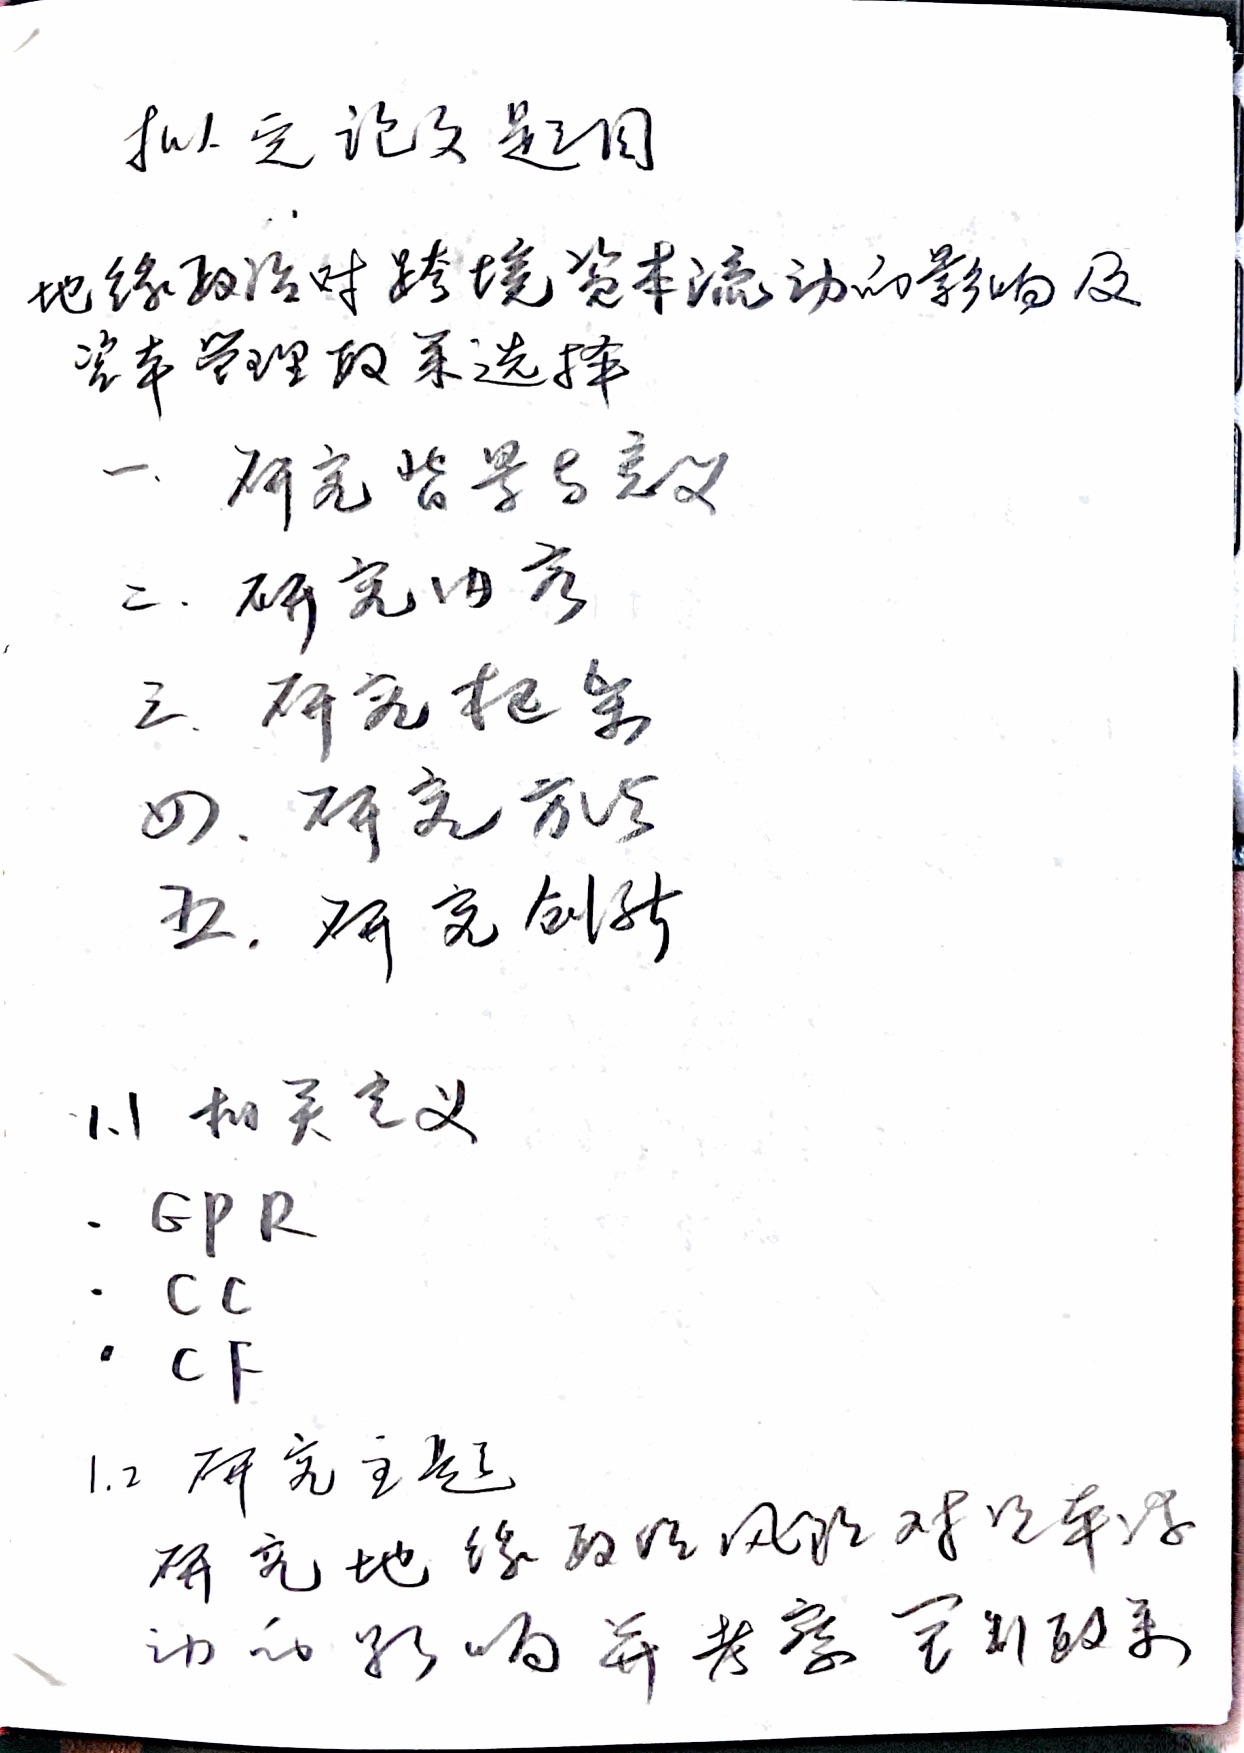 拟定论文题目
地缘政治对跨境资本流动的影响及
资本管理政策选择
一、研究背景与意义
二、研究内容
三、研究框架
四、研究方法
五、研究创新
1.1 相关定义
· GPR
· CC
· CF
1.2 研究主题
研究地缘政治风险对资本流
动的影响并考察管制政策